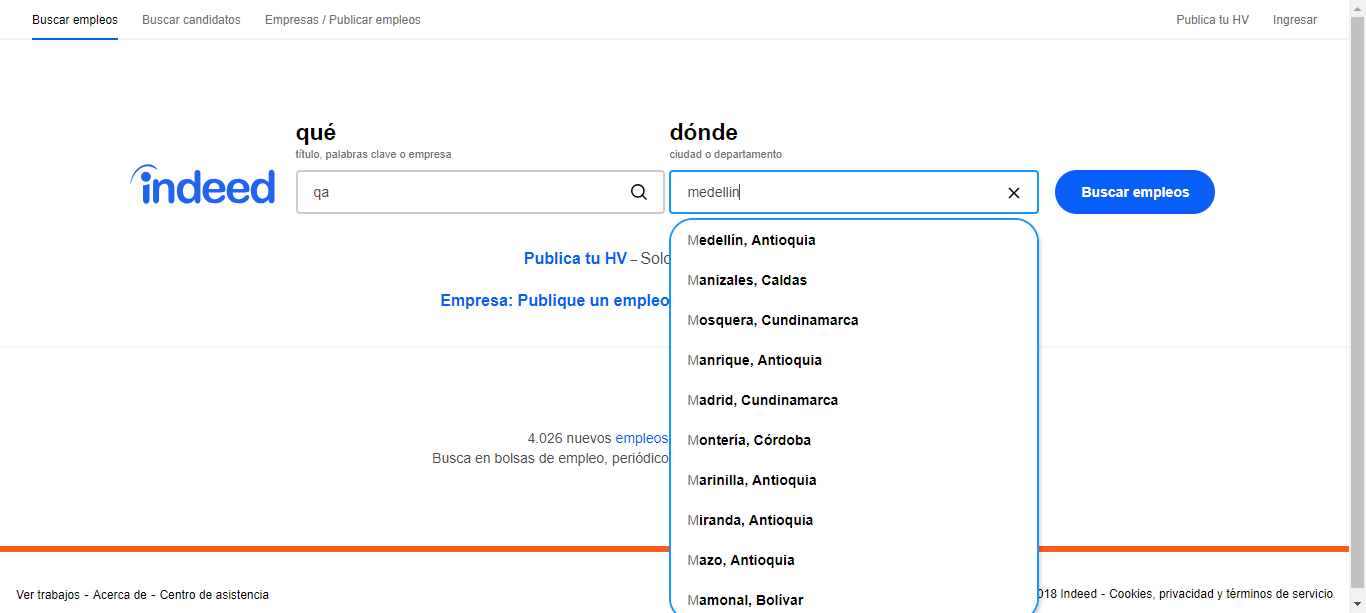 Buscar empleos Buscar candidatos Empresas / Publicar empleos Publica tu HV Ingresar
qué dónde
título, palabras clave o empresa ciudad o departamento
indeed qa medellin Buscar empleos
Medellín, Antioquia
Publica tu HV – Solo
Manizales, Caldas
Empresa: Publique un empleo
Mosquera, Cundinamarca
Manrique, Antioquia
Madrid, Cundinamarca
4.026 nuevos empleos
Montería, Córdoba
Busca en bolsas de empleo, periódico
Marinilla, Antioquia
Miranda, Antioquia
Mazo, Antioquia
Mamonal, Bolívar
Ver trabajos - Acerca de - Centro de asistencia 018 Indeed - Cookies, privacidad y términos de servicio